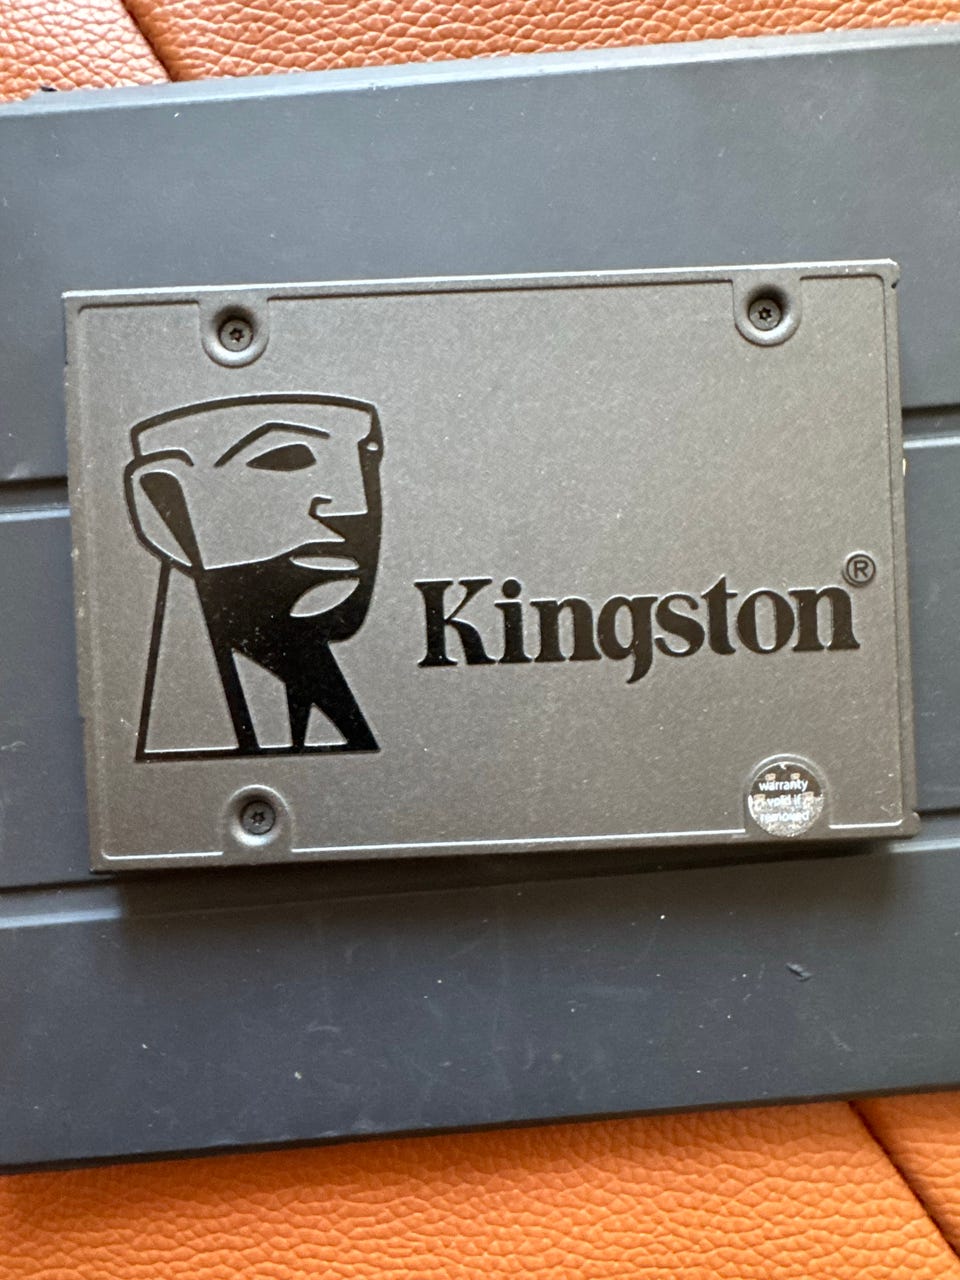 Kingston®
warranty
void if
removed